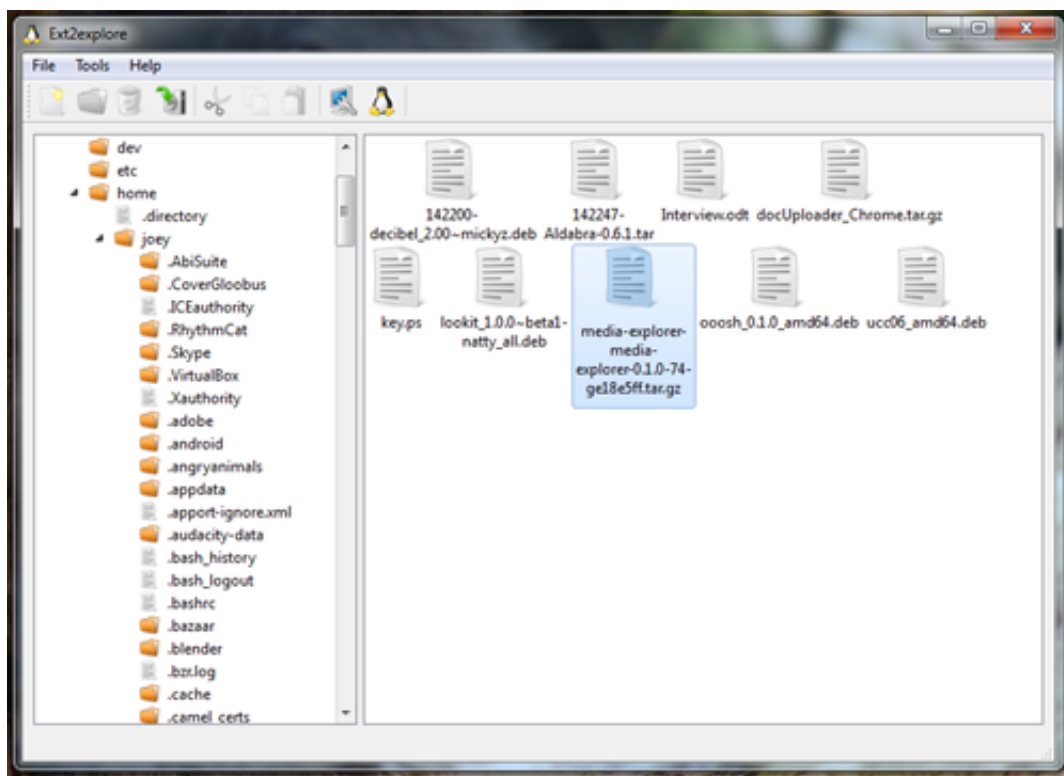 Ext2explore
File Tools Help
dev
etc
home
.directory
joey
.AbiSuite
.CoverGloobus
.ICEauthority
.RhythmCat
.Skype
.VirtualBox
.Xauthority
.adobe
.android
.angryanimals
.appdata
.apport-ignore.xml
.audacity-data
.bash_history
.bash_logout
.bashrc
.bazaar
.blender
.bzr.log
.cache
.camel_certs
142200-
decibel_2.00~mickyz.deb
142247-
Aldabra-0.6.1.tar
Interview.odt
docUploader_Chrome.tar.gz
key.ps
lookit_1.0.0~beta1-
natty_all.deb
media-explorer-
media-
explorer-0.1.0-74-
ge18e5ff.tar.gz
ooosh_0.1.0_amd64.deb
ucc06_amd64.deb